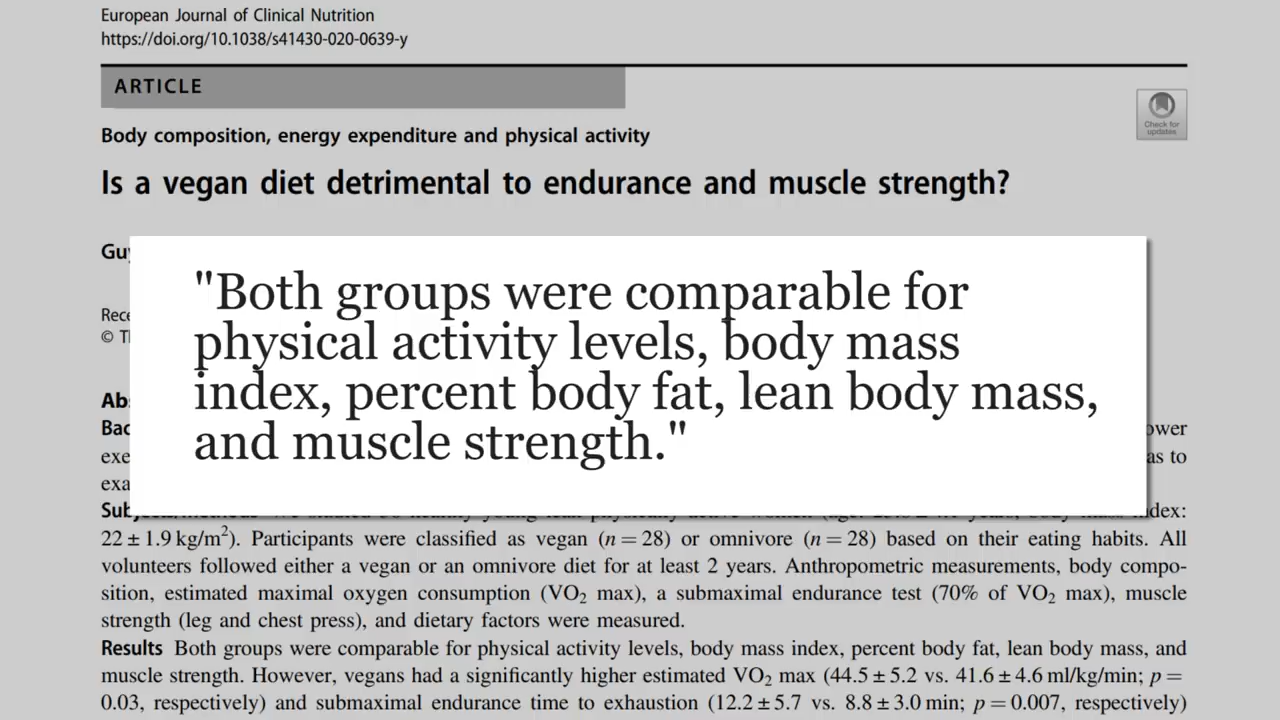 European Journal of Clinical Nutrition
https://doi.org/10.1038/s41430-020-0639-y
ARTICLE
Check for
updates
Body composition, energy expenditure and physical activity
Is a vegan diet detrimental to endurance and muscle strength?
"Both groups were comparable for
physical activity levels, body mass
index, percent body fat, lean body mass,
and muscle strength."
as to
22 ± 1.9 kg/m²). Participants were classified as vegan (n = 28) or omnivore (n = 28) based on their eating habits. All
volunteers followed either a vegan or an omnivore diet for at least 2 years. Anthropometric measurements, body compo-
sition, estimated maximal oxygen consumption (VO₂ max), a submaximal endurance test (70% of VO₂ max), muscle
strength (leg and chest press), and dietary factors were measured.
Results Both groups were comparable for physical activity levels, body mass index, percent body fat, lean body mass, and
muscle strength. However, vegans had a significantly higher estimated VO₂ max (44.5 ± 5.2 vs. 41.6 ± 4.6 ml/kg/min; p =
0.03, respectively) and submaximal endurance time to exhaustion (12.2 ± 5.7 vs. 8.8 ± 3.0 min; p = 0.007, respectively)